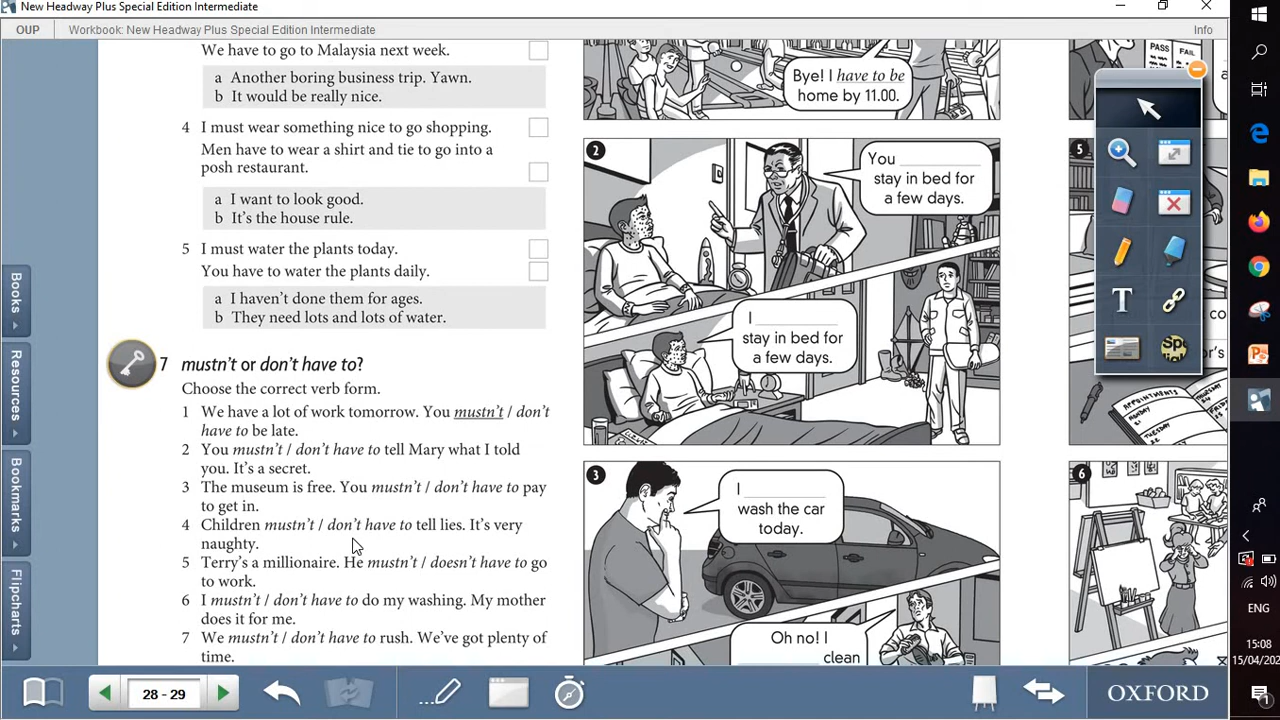 New Headway Plus Special Edition Intermediate
OUP
Workbook: New Headway Plus Special Edition Intermediate
Info
We have to go to Malaysia next week.
a Another boring business trip. Yawn.
b It would be really nice.
4 I must wear something nice to go shopping.
Men have to wear a shirt and tie to go into a
posh restaurant.
a I want to look good.
b It's the house rule.
5 I must water the plants today.
You have to water the plants daily.
a I haven't done them for ages.
b They need lots and lots of water.
7 mustn't or don't have to?
Choose the correct verb form.
1 We have a lot of work tomorrow. You mustn't / don't
have to be late.
2 You mustn't / don't have to tell Mary what I told
you. It's a secret.
3 The museum is free. You mustn't / don't have to pay
to get in.
4 Children mustn't / don't have to tell lies. It's very
naughty.
5 Terry's a millionaire. He mustn't / doesn't have to go
to work.
6 I mustn't / don't have to do my washing. My mother
does it for me.
7 We mustn't / don't have to rush. We've got plenty of
time.
Bye! I have to be
home by 11.00.
2
You ________
stay in bed for
a few days.
I ________
stay in bed for
a few days.
3
I ________
wash the car
today.
Oh no! I
________ clean
PASS
FAIL
5
co
or's
APPOINTMENTS
MONDAY
TUESDAY
THURSDAY
6
T
Books
Resources
Bookmarks
Flipcharts
28 - 29
OXFORD
ENG
15:08
15/04/202
1